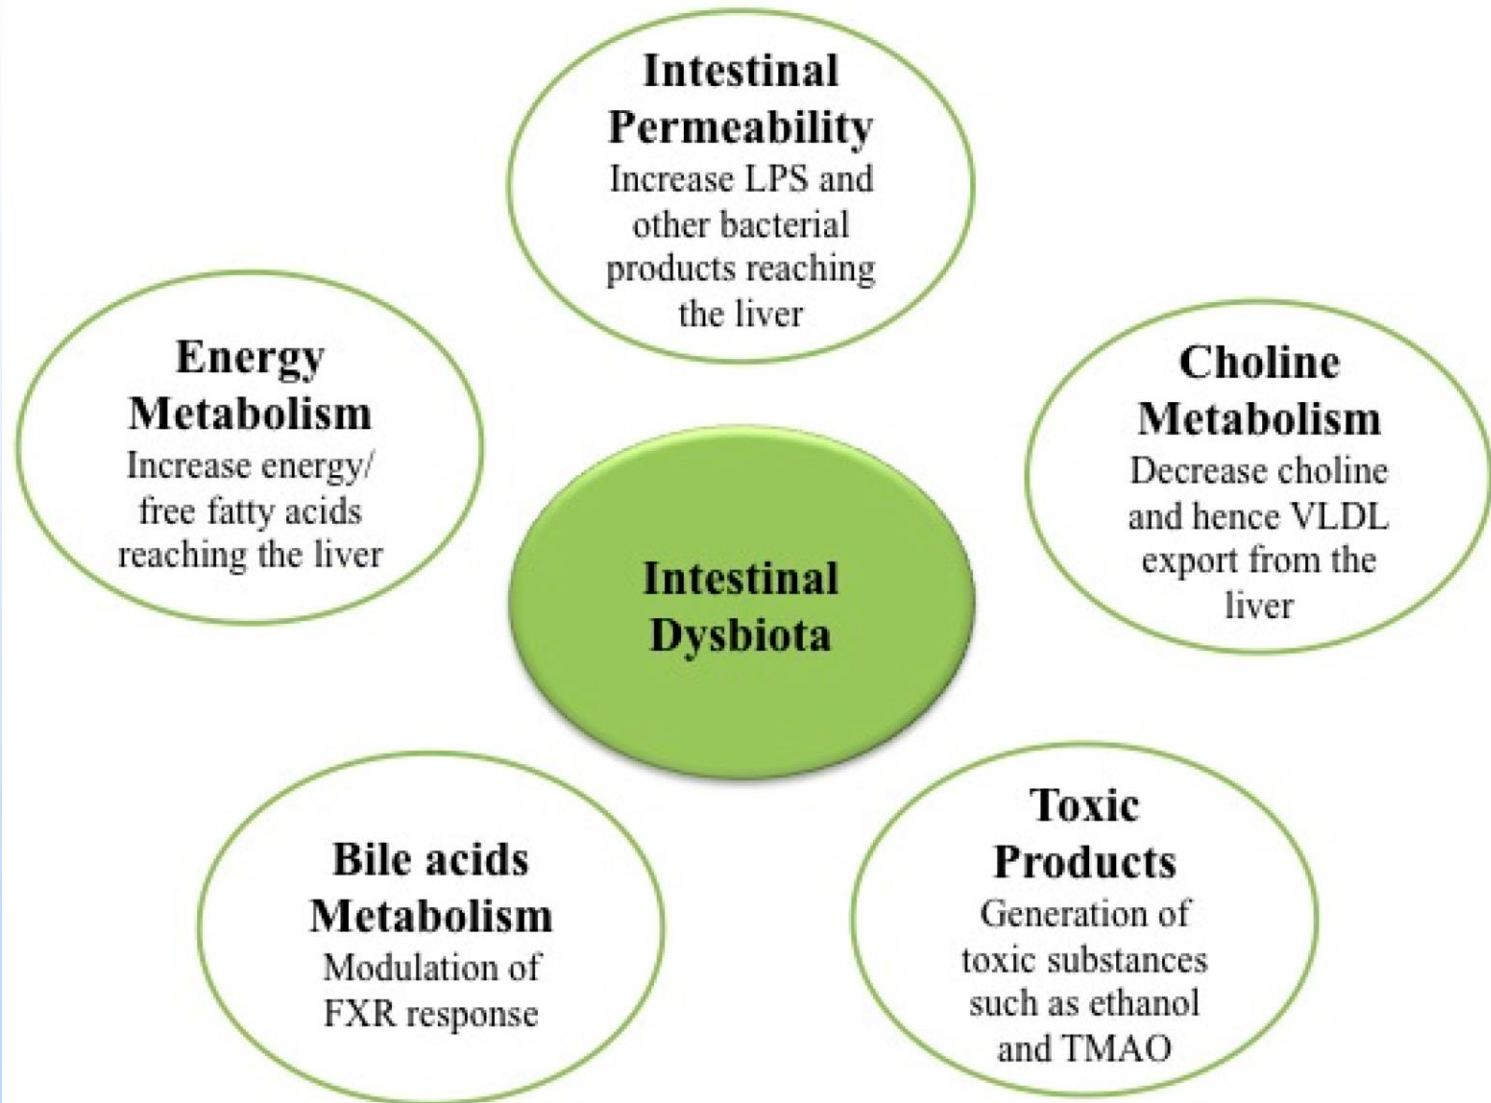 Intestinal
Permeability
Increase LPS and
other bacterial
products reaching
the liver
Energy
Metabolism
Increase energy/
free fatty acids
reaching the liver
Choline
Metabolism
Decrease choline
and hence VLDL
export from the
liver
Intestinal
Dysbiota
Bile acids
Metabolism
Modulation of
FXR response
Toxic
Products
Generation of
toxic substances
such as ethanol
and TMAO